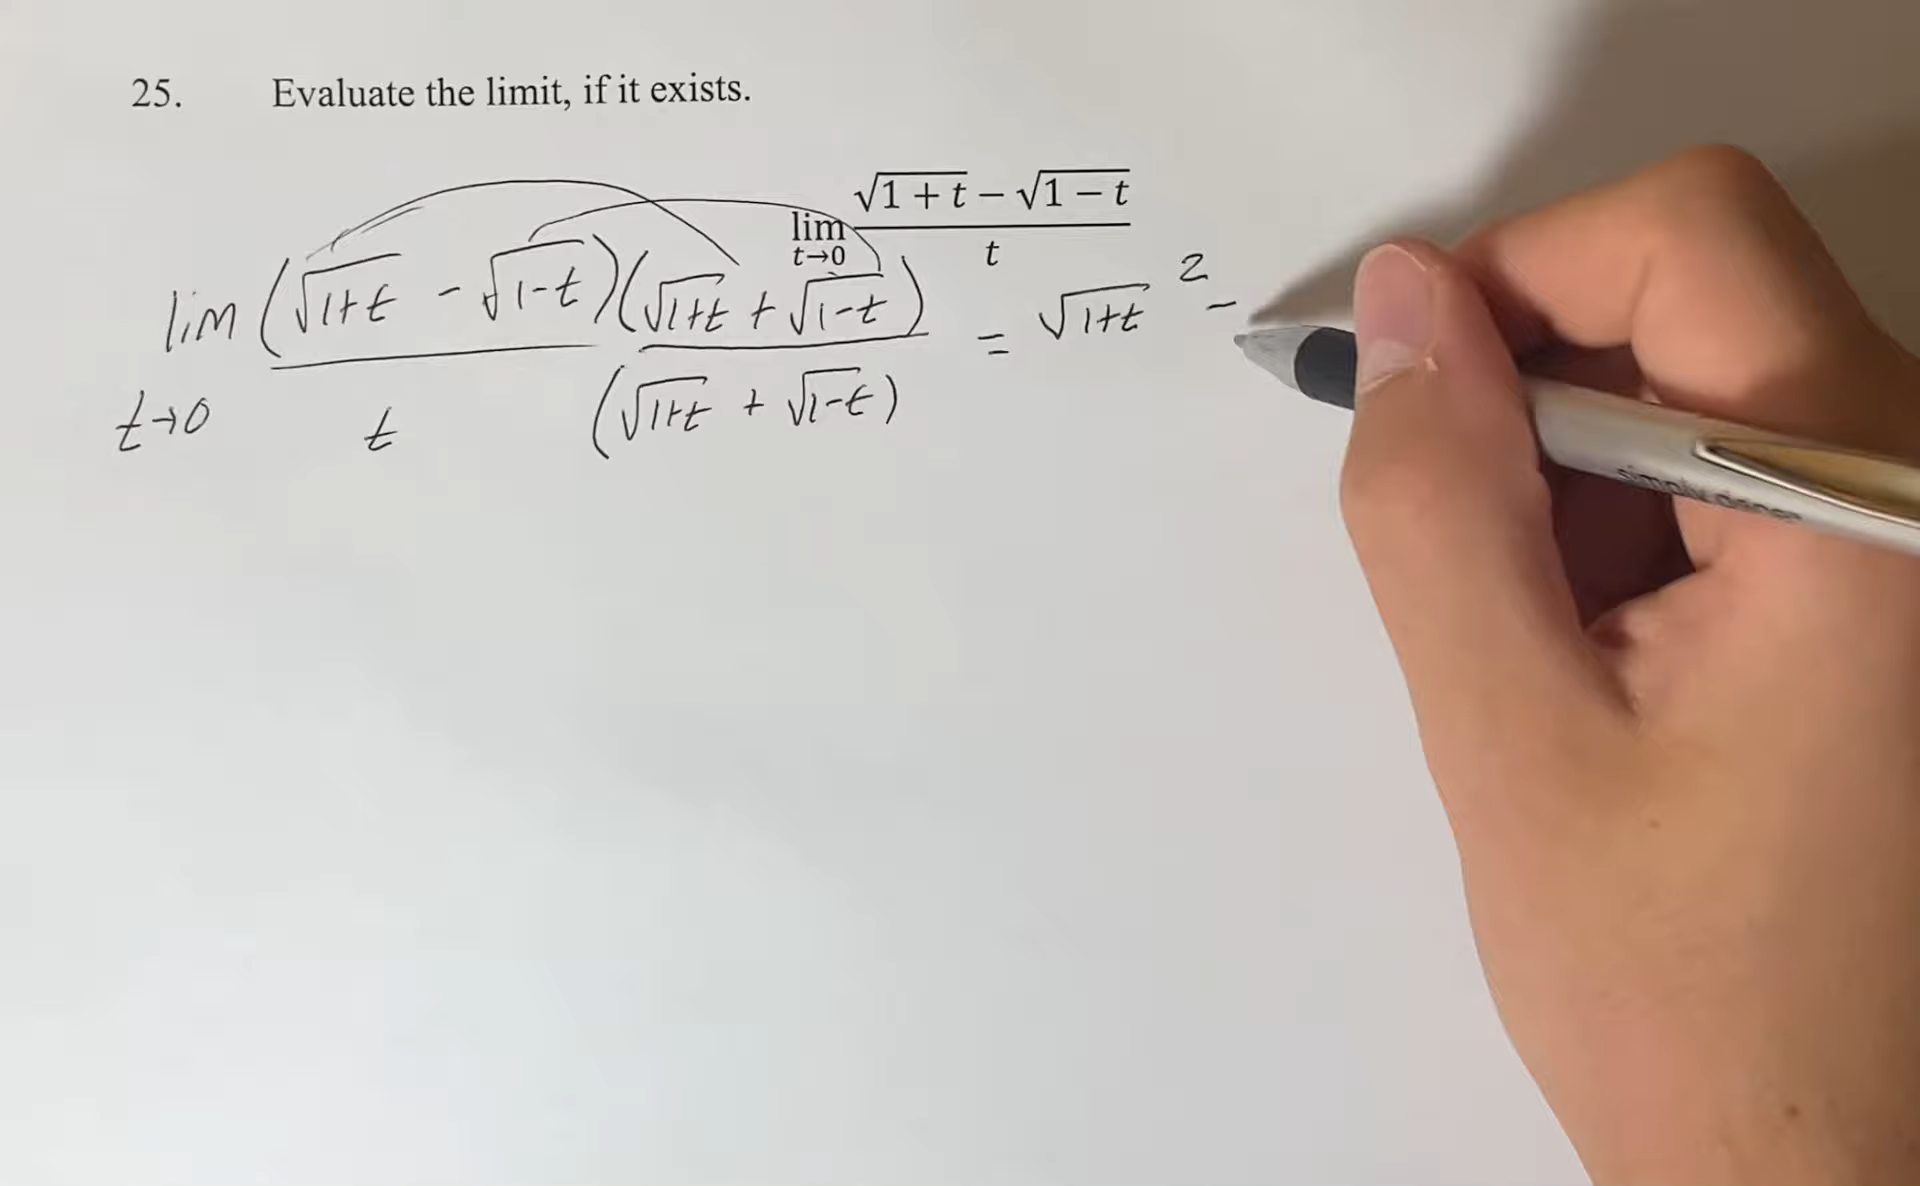 25. Evaluate the limit, if it exists.
lim t→0 (√(1+t) − √(1−t)) / t
lim t→0 (√(1+t) - √(1-t))(√(1+t) + √(1-t)) / t (√(1+t) + √(1-t)) = √(1+t) ² -
simply